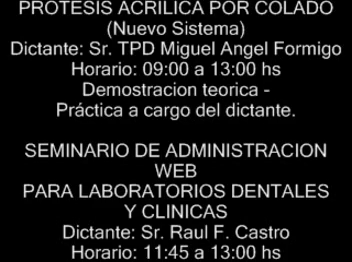 PROTESIS ACRILICA POR COLADO
(Nuevo Sistema)
Dictante: Sr. TPD Miguel Angel Formigo
Horario: 09:00 a 13:00 hs
Demostracion teorica -
Práctica a cargo del dictante.
SEMINARIO DE ADMINISTRACION
WEB
PARA LABORATORIOS DENTALES
Y CLINICAS
Dictante: Sr. Raul F. Castro
Horario: 11:45 a 13:00 hs